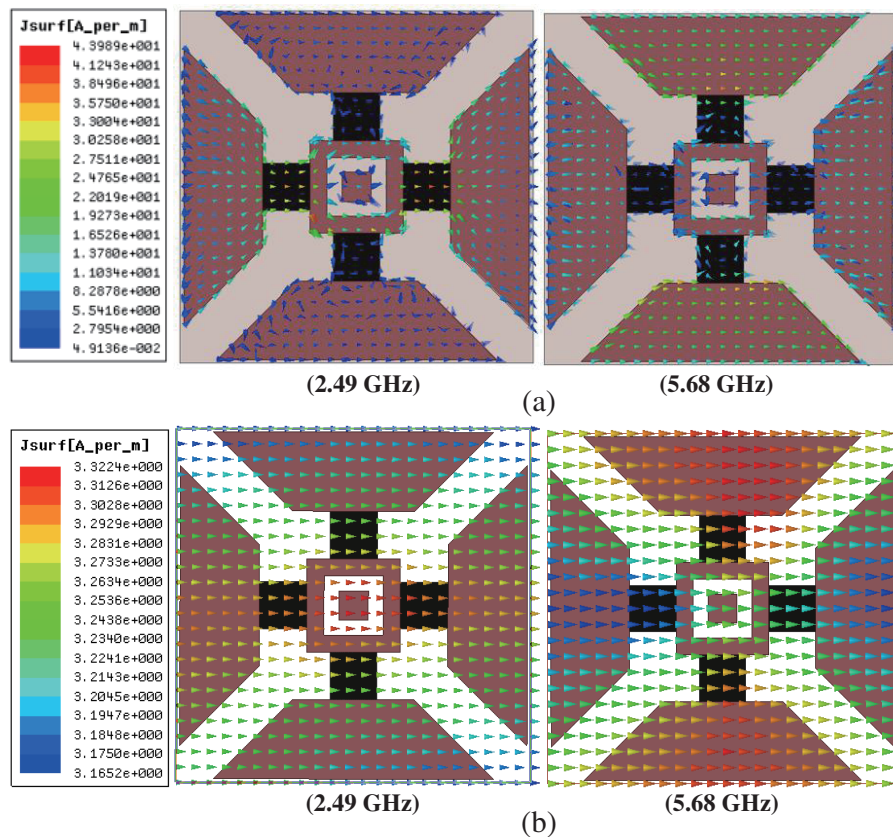 Jsurf[A_per_m]
4.3989e+001
4.1243e+001
3.8496e+001
3.5750e+001
3.3004e+001
3.0258e+001
2.7511e+001
2.4765e+001
2.2019e+001
1.9273e+001
1.6526e+001
1.3780e+001
1.1034e+001
8.2878e+000
5.5416e+000
2.7954e+000
4.9136e-002
(2.49 GHz)
(5.68 GHz)
(a)
Jsurf[A_per_m]
3.3224e+000
3.3126e+000
3.3028e+000
3.2929e+000
3.2831e+000
3.2733e+000
3.2634e+000
3.2536e+000
3.2438e+000
3.2340e+000
3.2241e+000
3.2143e+000
3.2045e+000
3.1947e+000
3.1848e+000
3.1750e+000
3.1652e+000
(2.49 GHz)
(5.68 GHz)
(b)